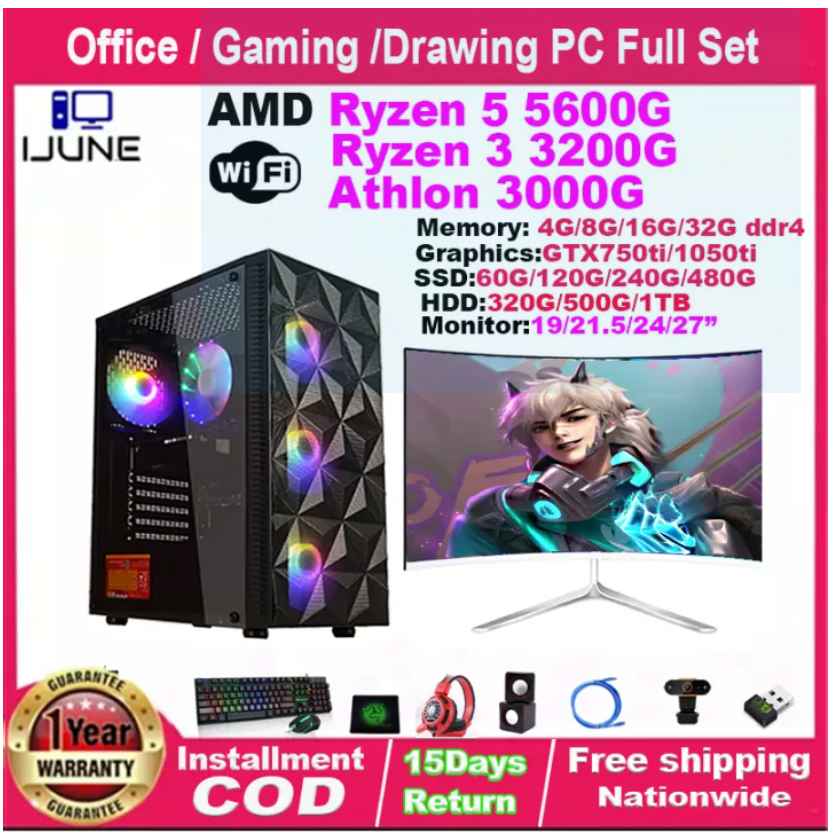 Office / Gaming /Drawing PC Full Set
IJUNE
AMD Ryzen 5 5600G
Ryzen 3 3200G
WiFi
Athlon 3000G
Memory: 4G/8G/16G/32G ddr4
Graphics:GTX750ti/1050ti
SSD:60G/120G/240G/480G
HDD:320G/500G/1TB
Monitor:19/21.5/24/27”
GUARANTEE
1Year
WARRANTY
GUARANTEE
Installment
COD
15Days
Return
Free shipping
Nationwide